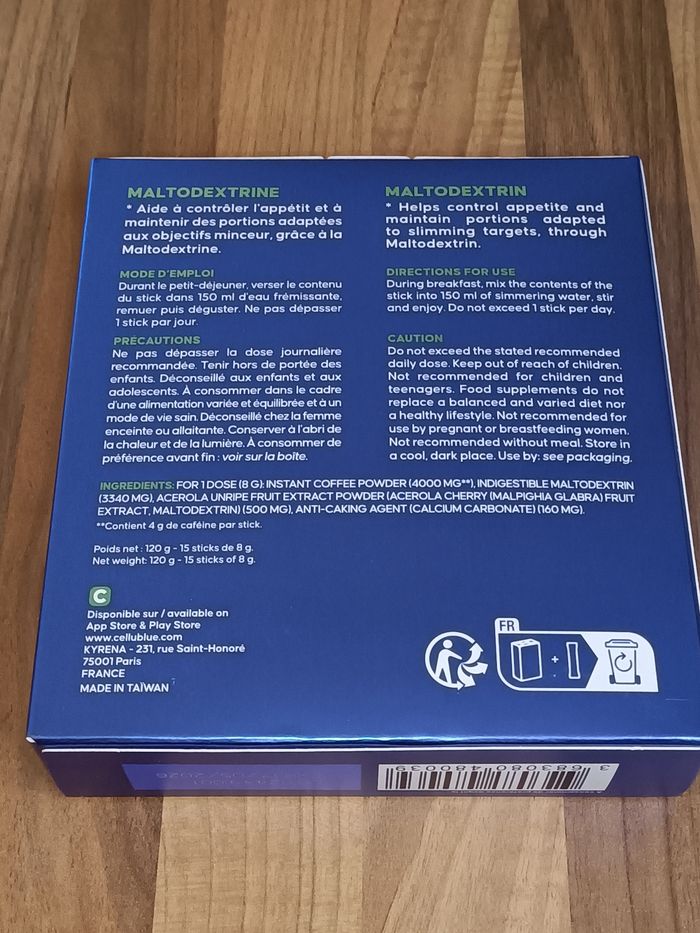 MALTODEXTRINE
* Aide à contrôler l'appétit et à
maintenir des portions adaptées
aux objectifs minceur, grâce à la
Maltodextrine.
MODE D'EMPLOI
Durant le petit-déjeuner, verser le contenu
du stick dans 150 ml d'eau frémissante,
remuer puis déguster. Ne pas dépasser
1 stick par jour.
PRÉCAUTIONS
Ne pas dépasser la dose journalière
recommandée. Tenir hors de portée des
enfants. Déconseillé aux enfants et aux
adolescents. À consommer dans le cadre
d'une alimentation variée et équilibrée et à un
mode de vie sain. Déconseillé chez la femme
enceinte ou allaitante. Conserver à l'abri de
la chaleur et de la lumière. À consommer de
préférence avant fin : voir sur la boîte.
MALTODEXTRIN
* Helps control appetite and
maintain portions adapted
to slimming targets, through
Maltodextrin.
DIRECTIONS FOR USE
During breakfast, mix the contents of the
stick into 150 ml of simmering water, stir
and enjoy. Do not exceed 1 stick per day.
CAUTION
Do not exceed the stated recommended
daily dose. Keep out of reach of children.
Not recommended for children and
teenagers. Food supplements do not
replace a balanced and varied diet nor
a healthy lifestyle. Not recommended for
use by pregnant or breastfeeding women.
Not recommended without meal. Store in
a cool, dark place. Use by: see packaging.
INGREDIENTS: FOR 1 DOSE (8 G): INSTANT COFFEE POWDER (4000 MG**), INDIGESTIBLE MALTODEXTRIN
(3340 MG), ACEROLA UNRIPE FRUIT EXTRACT POWDER (ACEROLA CHERRY (MALPIGHIA GLABRA) FRUIT
EXTRACT, MALTODEXTRIN) (500 MG), ANTI-CAKING AGENT (CALCIUM CARBONATE) (160 MG).
**Contient 4 g de caféine par stick.
Poids net : 120 g - 15 sticks de 8 g.
Net weight: 120 g - 15 sticks of 8 g.
C
Disponible sur / available on
App Store & Play Store
www.cellublue.com
KYRENA - 231, rue Saint-Honoré
75001 Paris
FRANCE
MADE IN TAÏWAN
FR
+
3 683080 480039